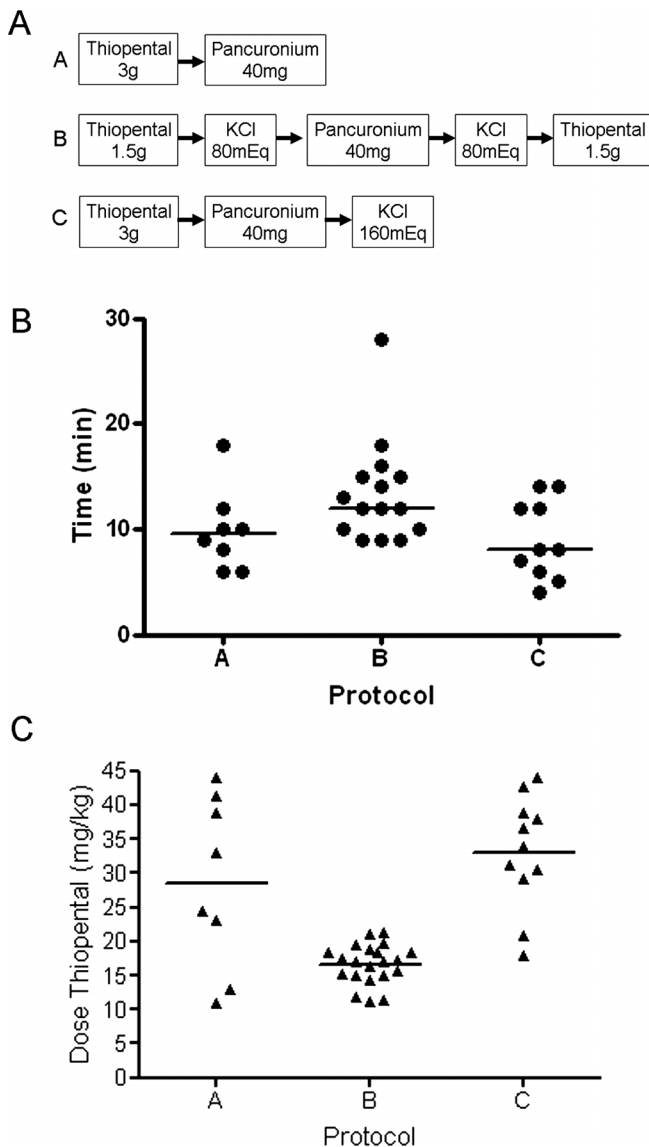 A
A Thiopental 3g Pancuronium 40mg
B Thiopental 1.5g KCl 80mEq Pancuronium 40mg KCl 80mEq Thiopental 1.5g
C Thiopental 3g Pancuronium 40mg KCl 160mEq
B
Time (min)
30
20
10
0
A B C
Protocol
C
Dose Thiopental (mg/kg)
45
40
35
30
25
20
15
10
5
0
A B C
Protocol